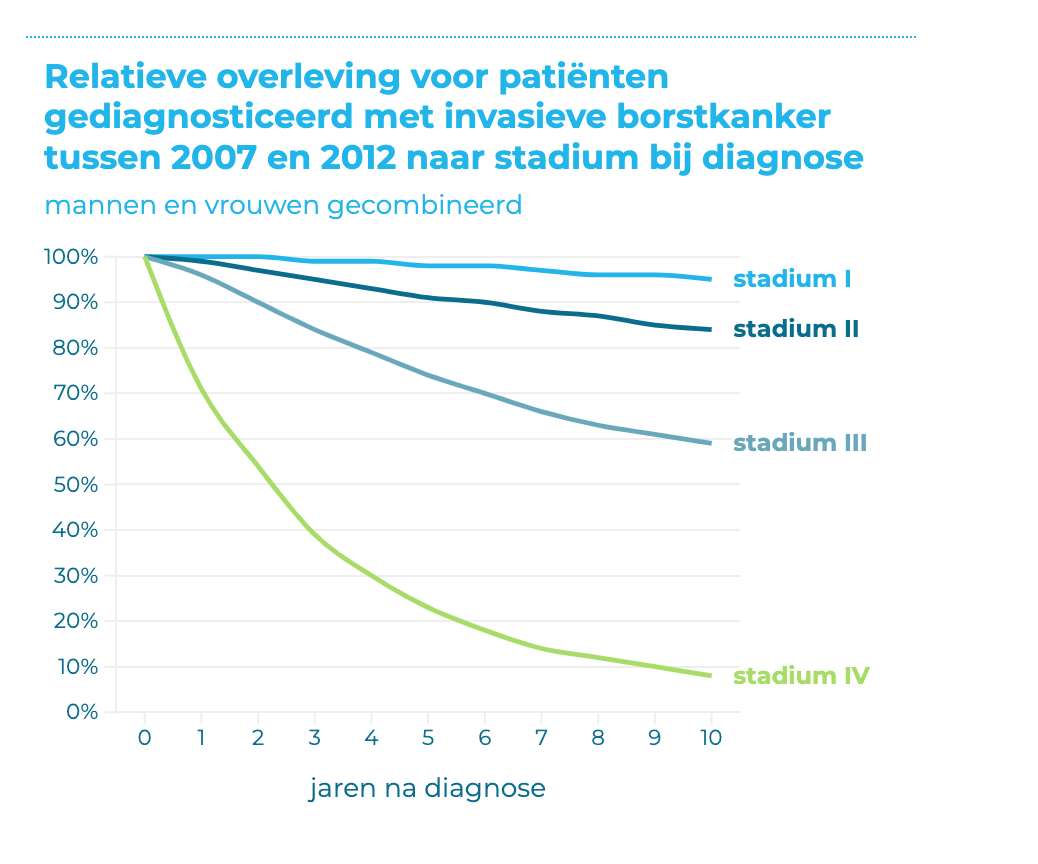 Relatieve overleving voor patiënten
gediagnosticeerd met invasieve borstkanker
tussen 2007 en 2012 naar stadium bij diagnose
mannen en vrouwen gecombineerd
100%
90%
80%
70%
60%
50%
40%
30%
20%
10%
0%
stadium I
stadium II
stadium III
stadium IV
0 1 2 3 4 5 6 7 8 9 10
jaren na diagnose